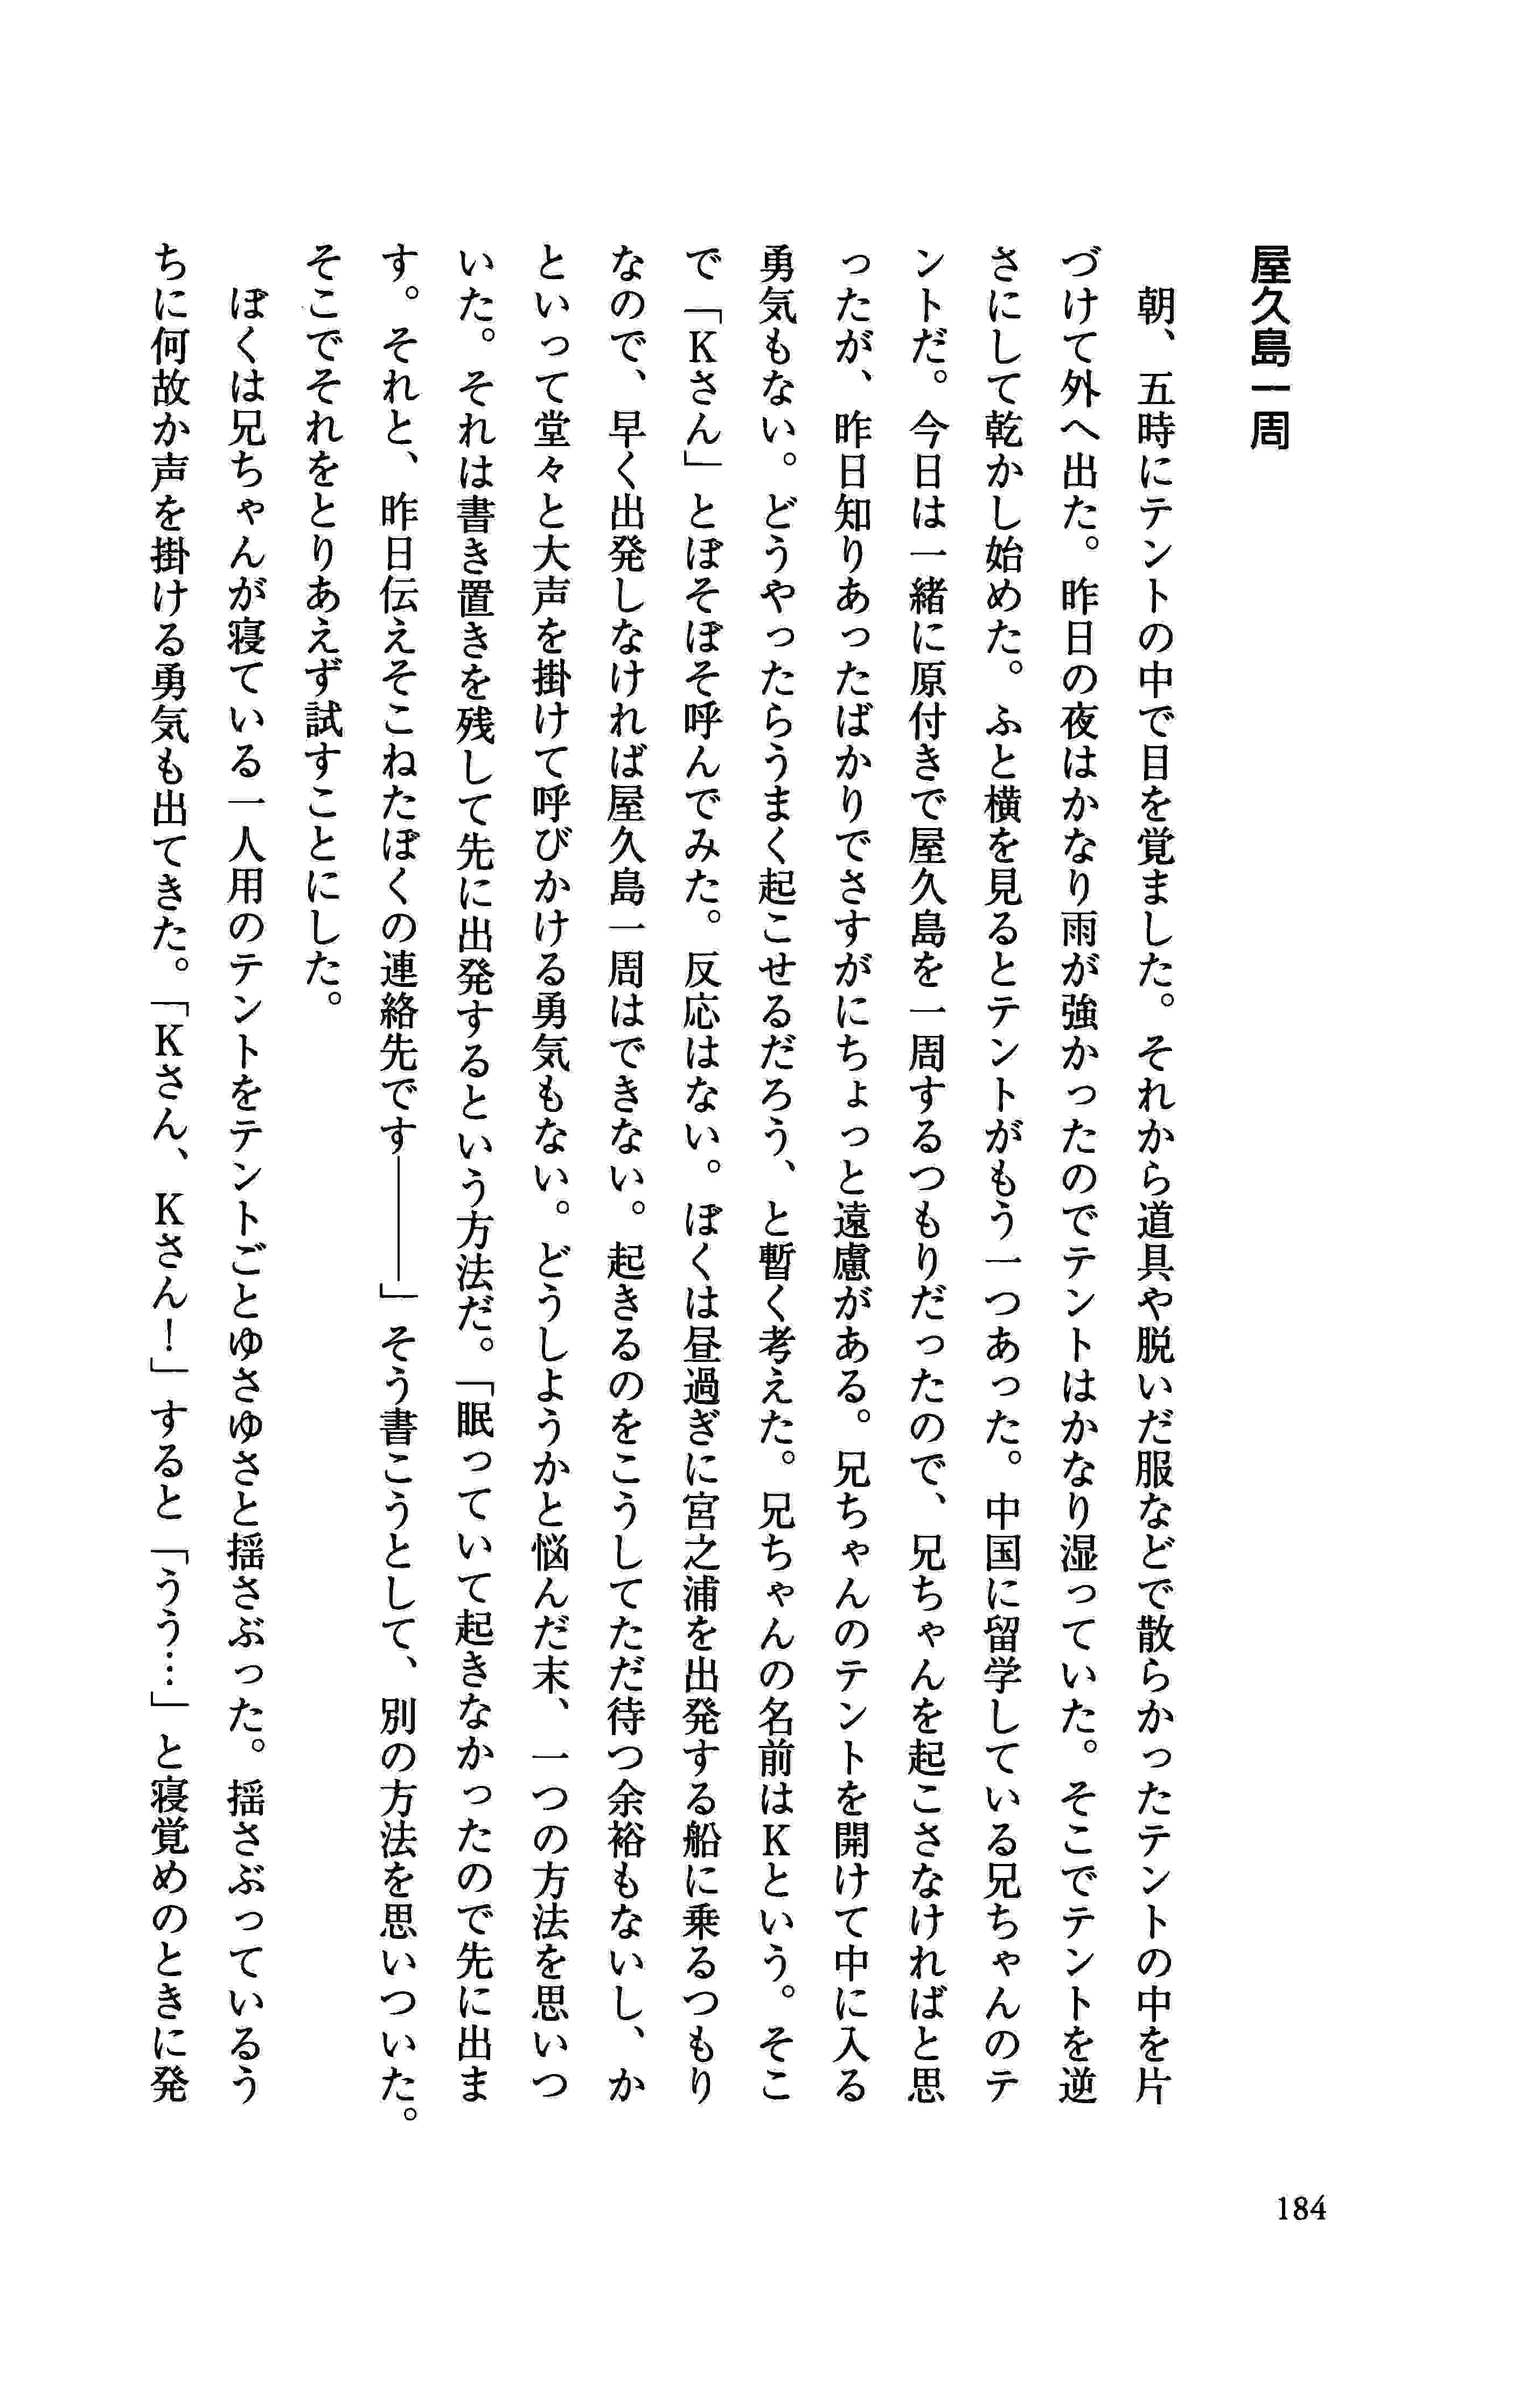 屋久島一周
　朝、五時にテントの中で目を覚ました。それから道具や脱いだ服などで散らかったテントの中を片
づけて外へ出た。昨日の夜はかなり雨が強かったのでテントはかなり湿っていた。そこでテントを逆
さにして乾かし始めた。ふと横を見るとテントがもう一つあった。中国に留学している兄ちゃんのテ
ントだ。今日は一緒に原付きで屋久島を一周するつもりだったので、兄ちゃんを起こさなければと思
ったが、昨日知りあったばかりでさすがにちょっと遠慮がある。兄ちゃんのテントを開けて中に入る
勇気もない。どうやったらうまく起こせるだろう、と暫く考えた。兄ちゃんの名前はKという。そこ
で「Kさん」とぼそぼそ呼んでみた。反応はない。ぼくは昼過ぎに宮之浦を出発する船に乗るつもり
なので、早く出発しなければ屋久島一周はできない。起きるのをこうしてただ待つ余裕もないし、か
といって堂々と大声を掛けて呼びかける勇気もない。どうしようかと悩んだ末、一つの方法を思いつ
いた。それは書き置きを残して先に出発するという方法だ。「眠っていて起きなかったので先に出ま
す。それと、昨日伝えそこねたぼくの連絡先です―――」そう書こうとして、別の方法を思いついた。
そこでそれをとりあえず試すことにした。
　ぼくは兄ちゃんが寝ている一人用のテントをテントごとゆさゆさと揺さぶった。揺さぶっているう
ちに何故か声を掛ける勇気も出てきた。「Kさん、Kさん！」すると「うう…」と寝覚めのときに発
184